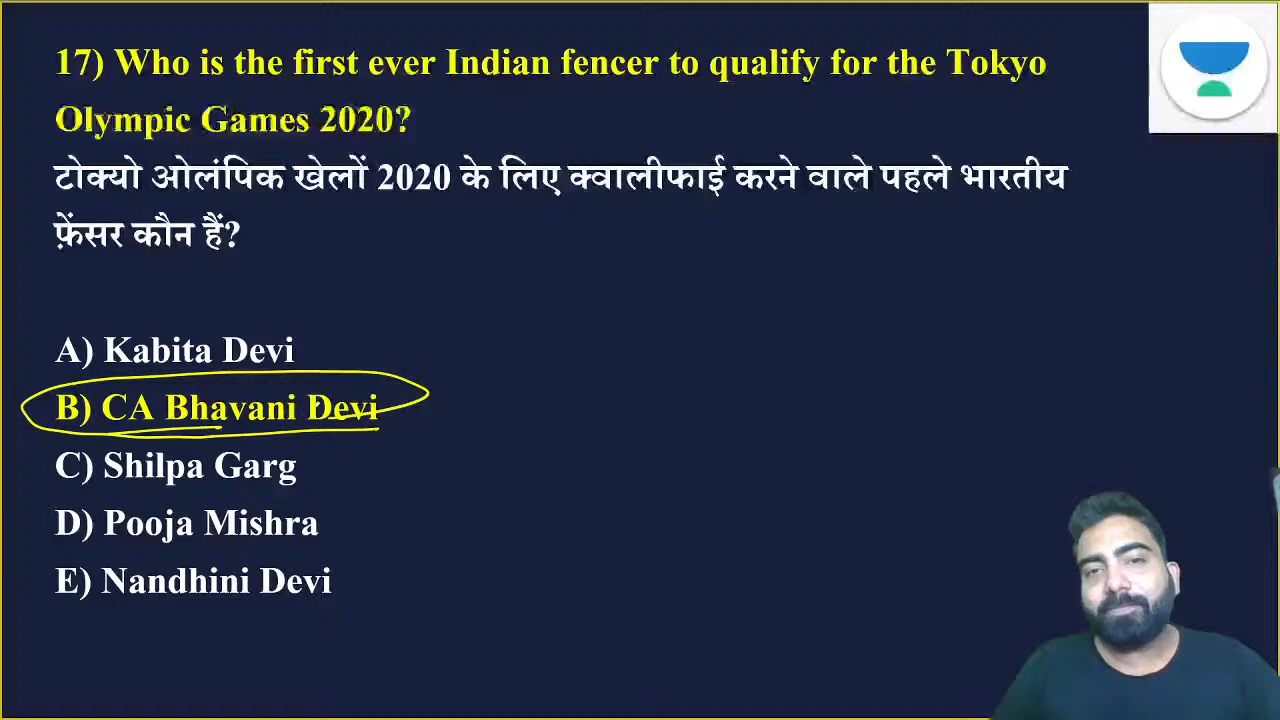 17) Who is the first ever Indian fencer to qualify for the Tokyo
Olympic Games 2020?
टोक्यो ओलंपिक खेलों 2020 के लिए क्वालीफाई करने वाले पहले भारतीय
फ़ेंसर कौन हैं?
A) Kabita Devi
B) CA Bhavani Devi
C) Shilpa Garg
D) Pooja Mishra
E) Nandhini Devi